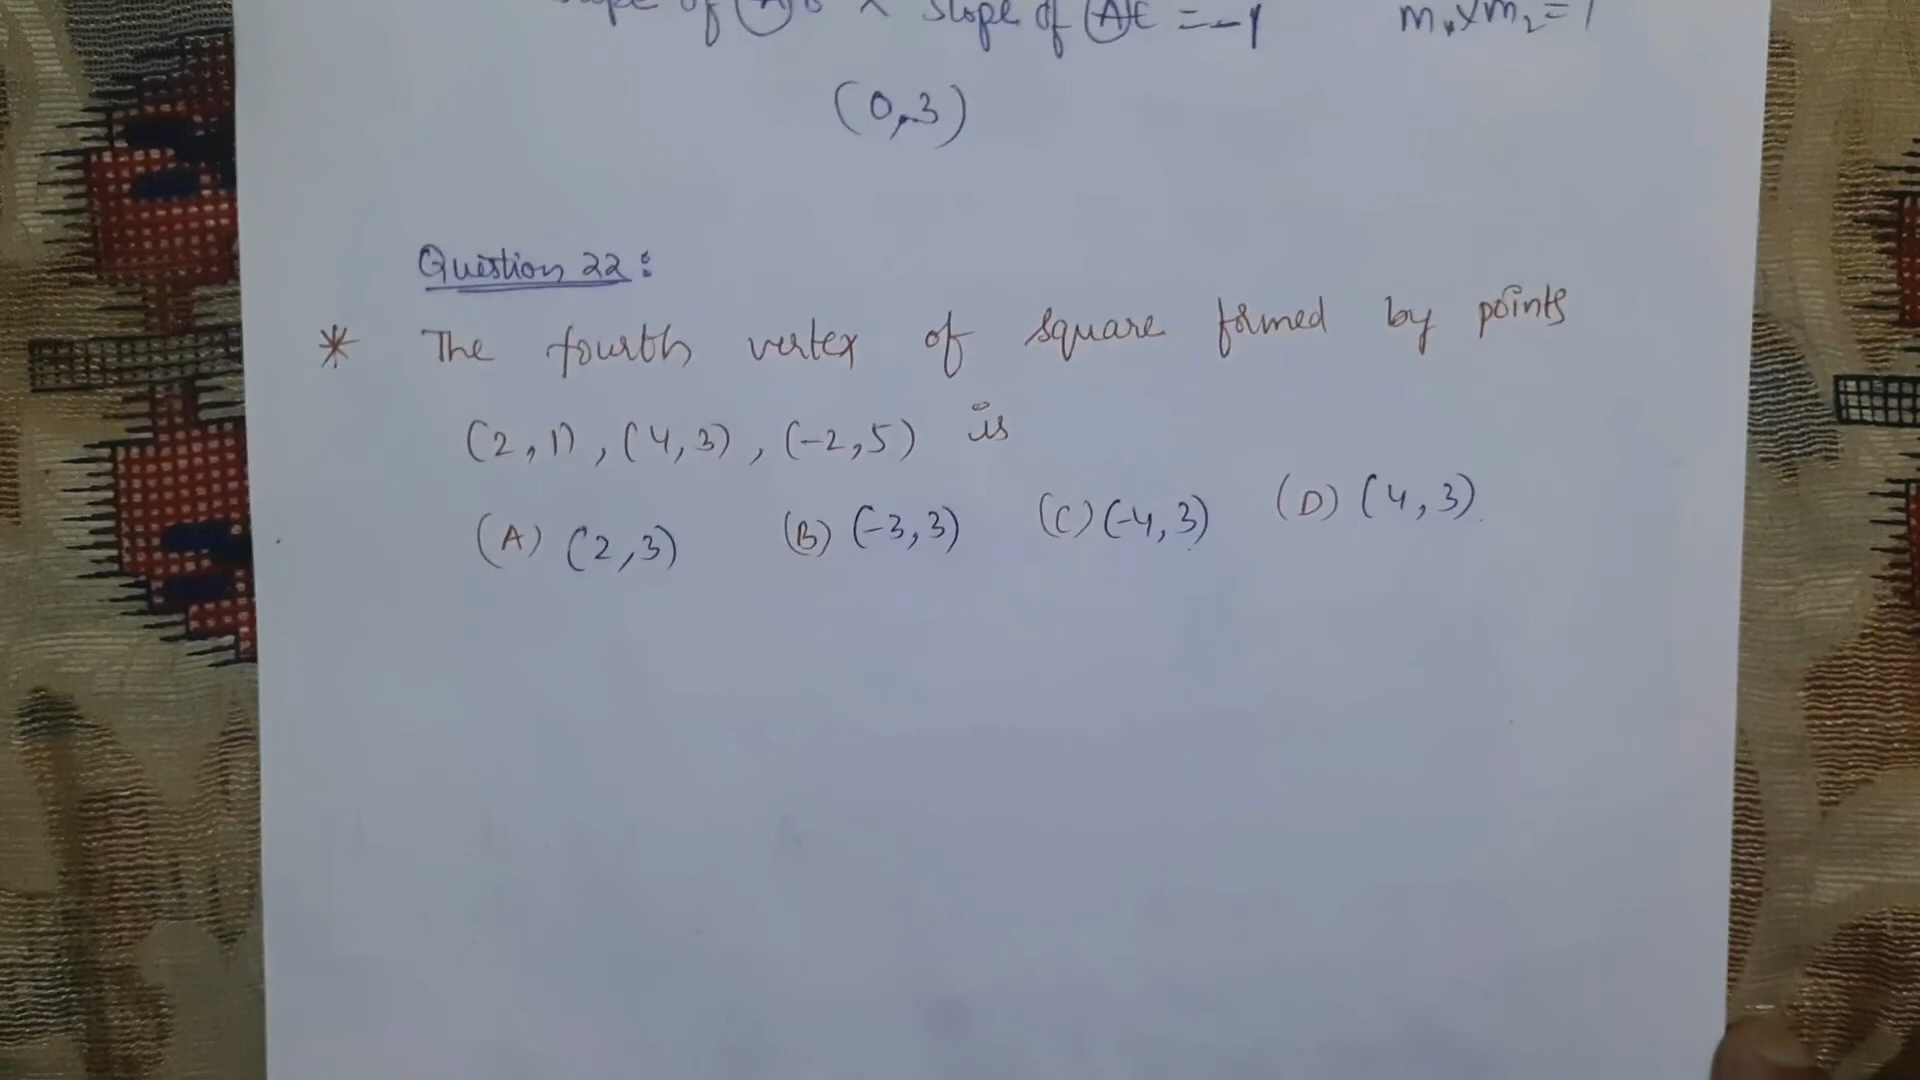 slope of AB × slope of AC = -1 m₁ × m₂ = 1
(0,3)
Question 22:
* The fourth vertex of square formed by points
(2,1), (4,3), (-2,5) is
(A) (2,3) (B) (-3,3) (C) (-4,3) (D) (4,3).